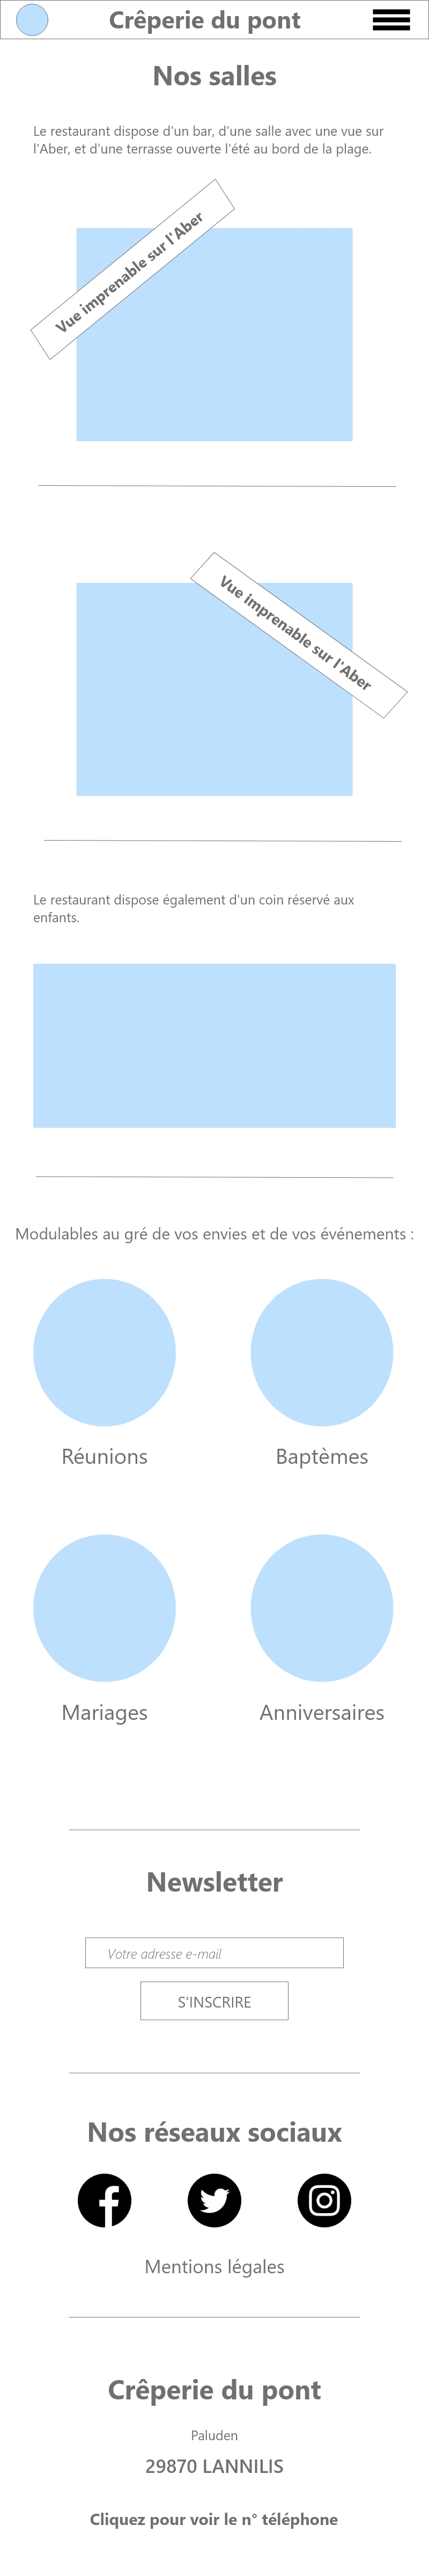 Crêperie du pont
Nos salles
Le restaurant dispose d'un bar, d'une salle avec une vue sur
l'Aber, et d'une terrasse ouverte l'été au bord de la plage.
Vue imprenable sur l'Aber
Vue imprenable sur l'Aber
Le restaurant dispose également d'un coin réservé aux
enfants.
Modulables au gré de vos envies et de vos événements :
Réunions
Baptèmes
Mariages
Anniversaires
Newsletter
Votre adresse e-mail
S'INSCRIRE
Nos réseaux sociaux
Mentions légales
Crêperie du pont
Paluden
29870 LANNILIS
Cliquez pour voir le n° téléphone